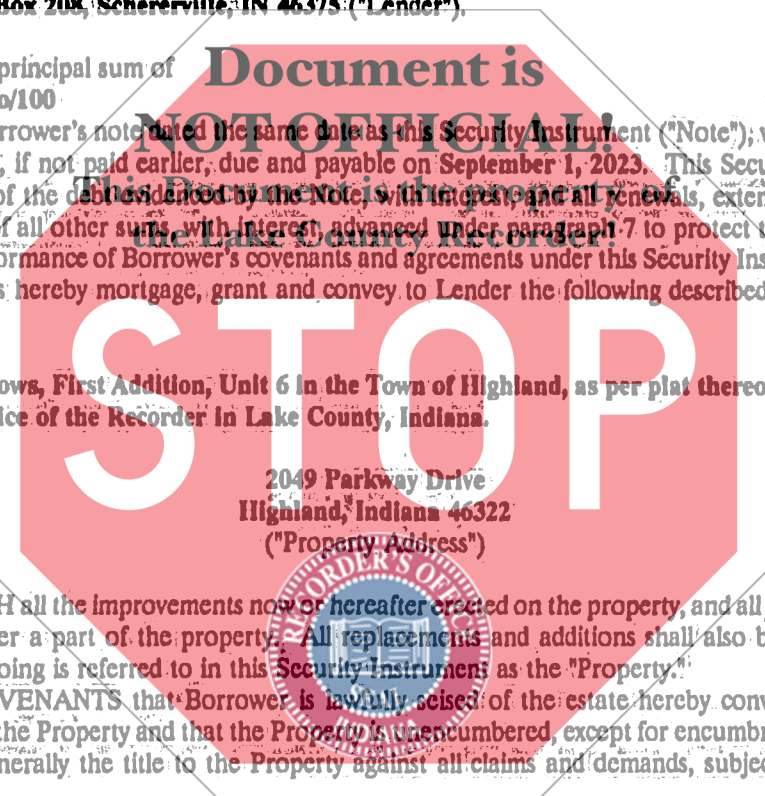 Box 208, Schererville, IN 46375 ("Lender").
principal sum of
Document is
o/100
NOT OFFICIAL!
rrower's note dated the same date as this Security Instrument ("Note"),
, if not paid earlier, due and payable on September 1, 2023. This Secu
This Document is the property of
of the debt evidenced by the Note, with interest, and all renewals, exten
f all other sums, with interest, advanced under paragraph 7 to protect
the Lake County Recorder!
ormance of Borrower's covenants and agreements under this Security Ins
s hereby mortgage, grant and convey to Lender the following described
STOP
ows, First Addition, Unit 6 in the Town of Highland, as per plat thereo
ice of the Recorder in Lake County, Indiana.
2049 Parkway Drive
Highland, Indiana 46322
("Property Address")
RECORDER'S OFFICE
H all the improvements now or hereafter erected on the property, and all
er a part of the property. All replacements and additions shall also b
oing is referred to in this Security Instrument as the "Property."
SEAL
VENANTS that Borrower is lawfully seised of the estate hereby conv
INDIANA
the Property and that the Property is unencumbered, except for encumbr
nerally the title to the Property against all claims and demands, subjec